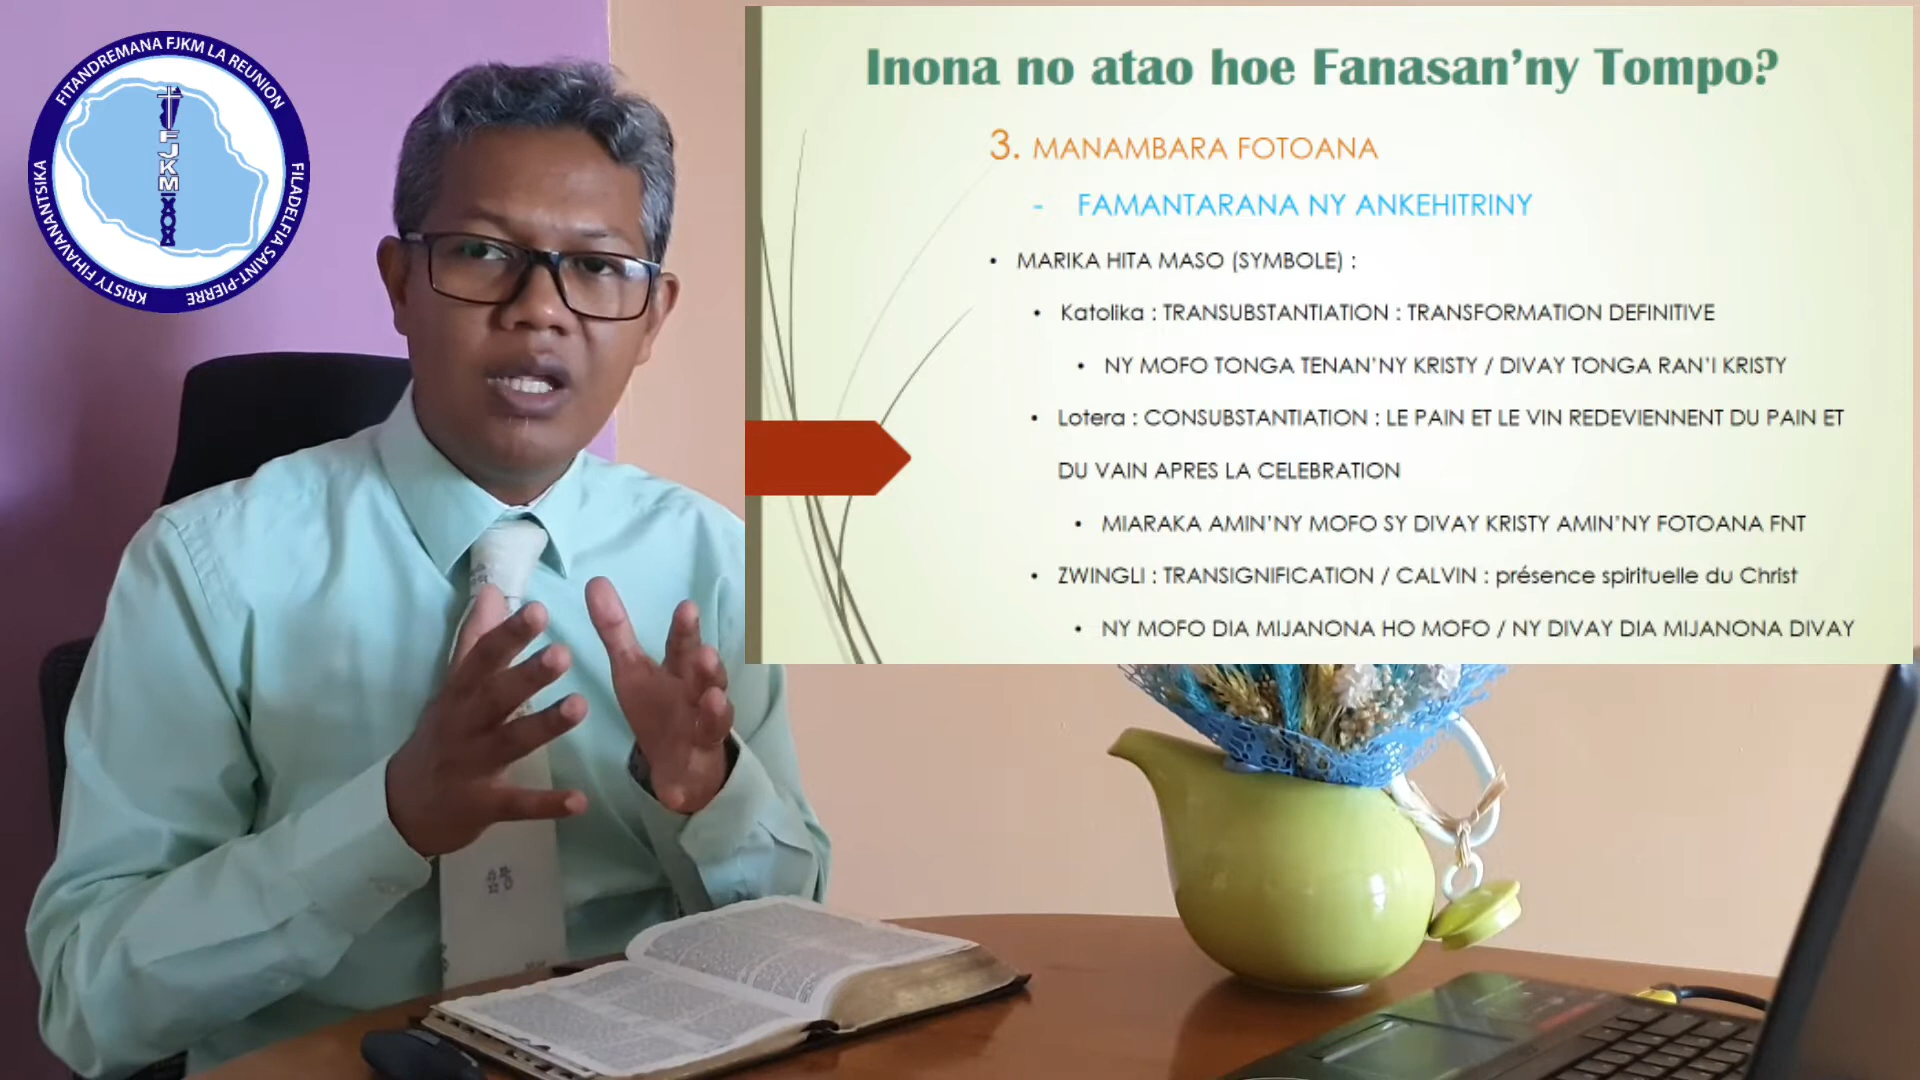 FITANDREMANA FJKM LA REUNION
FILADELFIA SAINT-PIERRE
KRISTY FIHAVANANTSIKA
FJKM
Inona no atao hoe Fanasan'ny Tompo?
3. MANAMBARA FOTOANA
- FAMANTARANA NY ANKEHITRINY
• MARIKA HITA MASO (SYMBOLE) :
• Katolika : TRANSUBSTANTIATION : TRANSFORMATION DEFINITIVE
• NY MOFO TONGA TENAN'NY KRISTY / DIVAY TONGA RAN'I KRISTY
• Lotera : CONSUBSTANTIATION : LE PAIN ET LE VIN REDEVIENNENT DU PAIN ET
DU VAIN APRES LA CELEBRATION
• MIARAKA AMIN'NY MOFO SY DIVAY KRISTY AMIN'NY FOTOANA FNT
• ZWINGLI : TRANSIGNIFICATION / CALVIN : présence spirituelle du Christ
• NY MOFO DIA MIJANONA HO MOFO / NY DIVAY DIA MIJANONA DIVAY